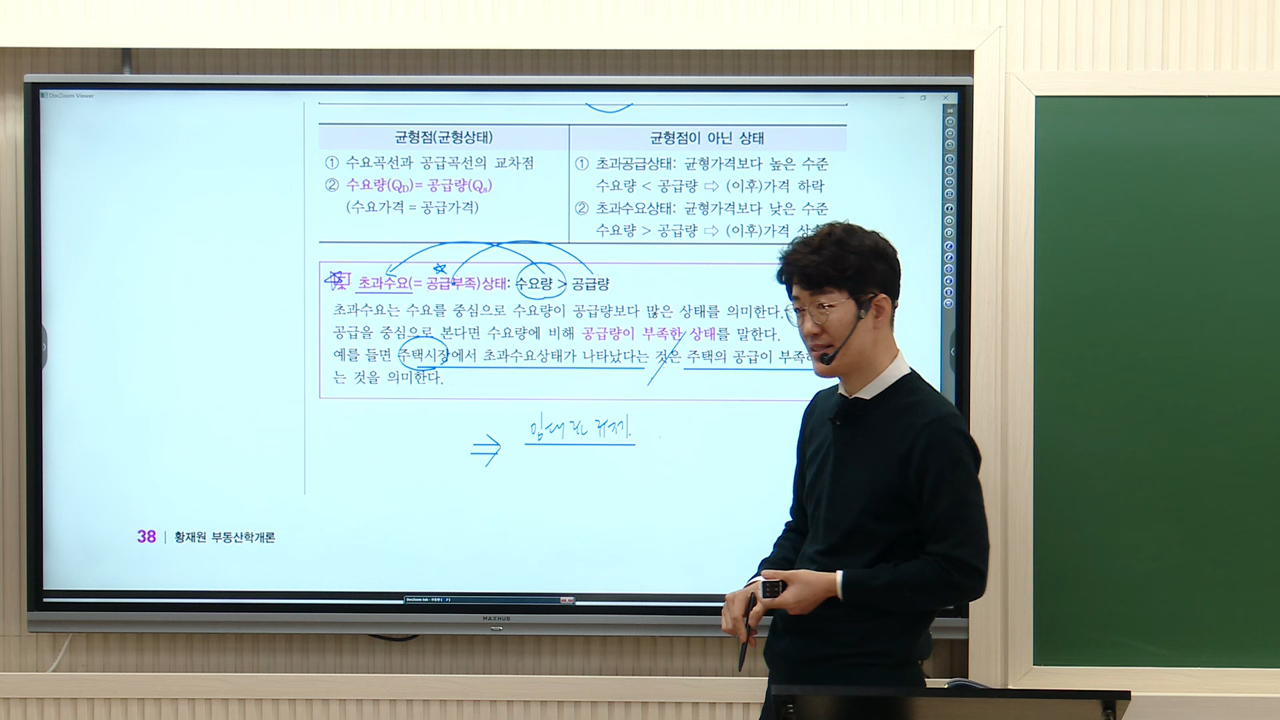 DocZoom Viewer
균형점(균형상태)
① 수요곡선과 공급곡선의 교차점
② 수요량(QD)= 공급량(Qs)
(수요가격 = 공급가격)
균형점이 아닌 상태
① 초과공급상태: 균형가격보다 높은 수준
수요량 < 공급량 ⇨ (이후)가격 하락
② 초과수요상태: 균형가격보다 낮은 수준
수요량 > 공급량 ⇨ (이후)가격
초과수요(= 공급부족)상태: 수요량 > 공급량
초과수요는 수요를 중심으로 수요량이 공급량보다 많은 상태를 의미한다.
공급을 중심으로 본다면 수요량에 비해 공급량이 부족한 상태를 말한다.
예를 들면 주택시장에서 초과수요상태가 나타났다는 것은 주택의 공급이
는 것을 의미한다.
⇒ 임대료 규제.
38 | 황재원 부동산학개론
MAXHUB